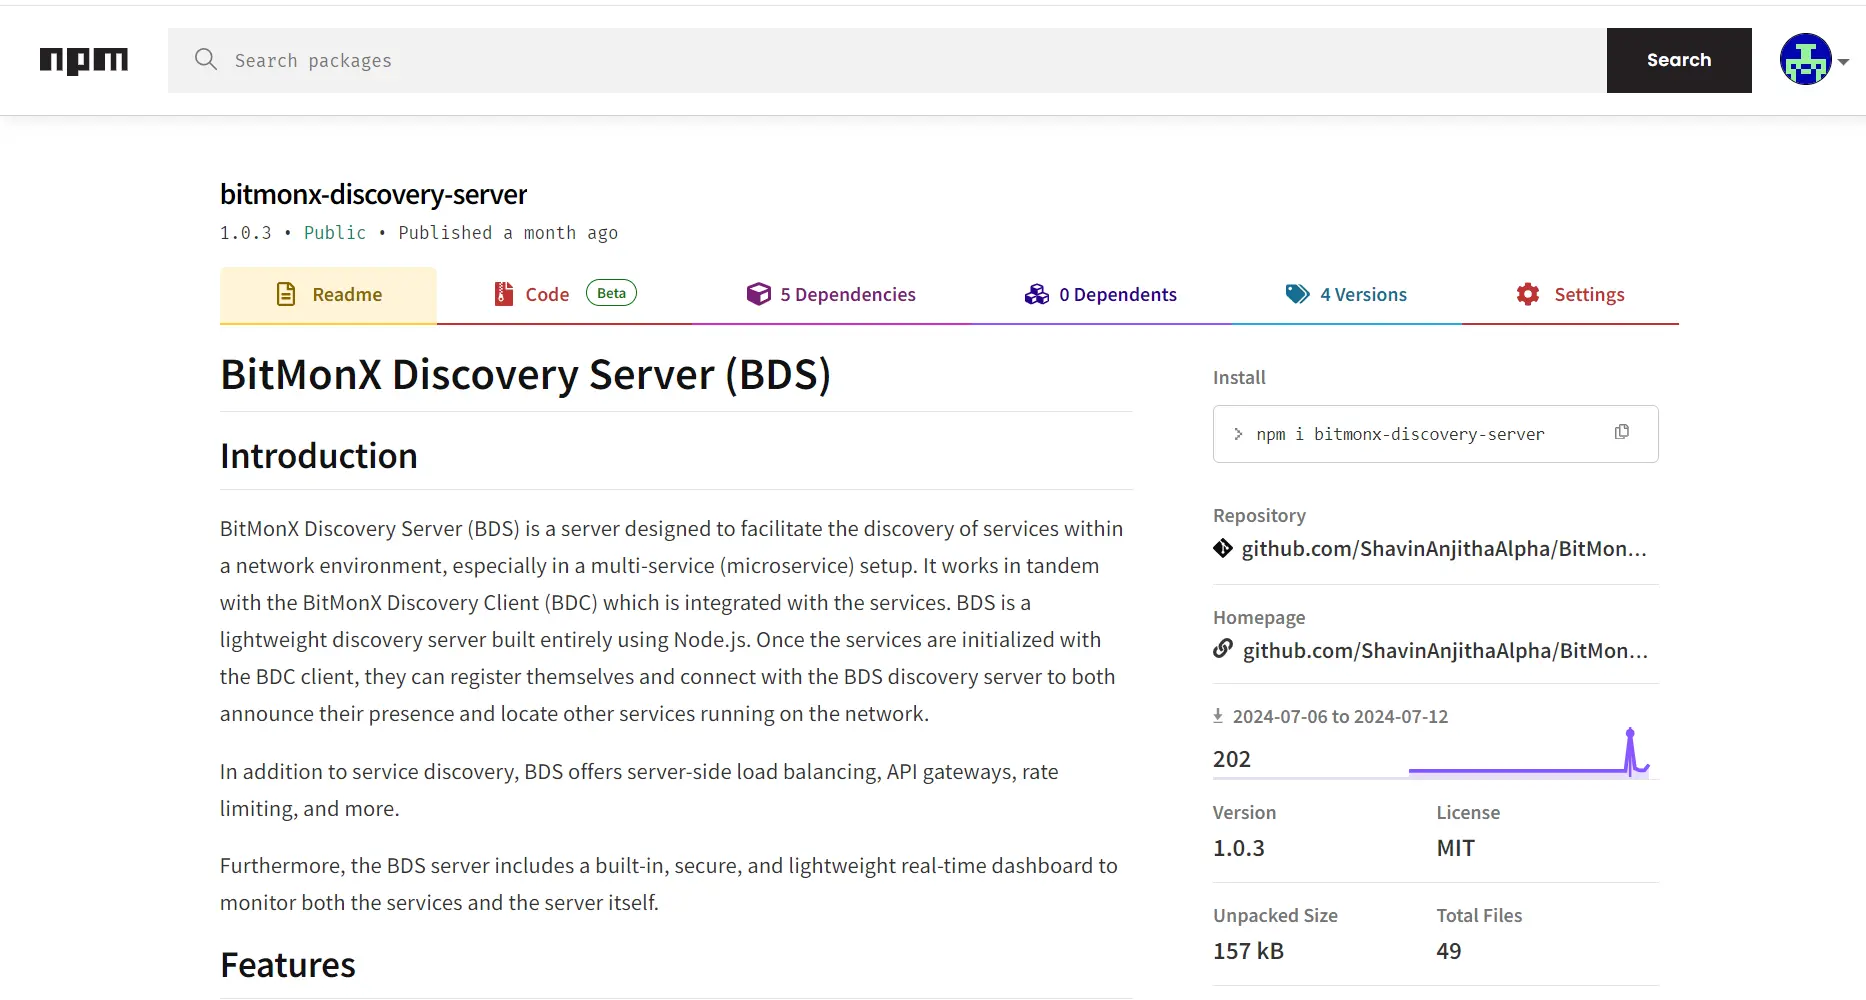 npm
Search packages
Search
bitmonx-discovery-server
1.0.3 • Public • Published a month ago
Readme
Code Beta
5 Dependencies
0 Dependents
4 Versions
Settings
BitMonX Discovery Server (BDS)
Introduction
BitMonX Discovery Server (BDS) is a server designed to facilitate the discovery of services within
a network environment, especially in a multi-service (microservice) setup. It works in tandem
with the BitMonX Discovery Client (BDC) which is integrated with the services. BDS is a
lightweight discovery server built entirely using Node.js. Once the services are initialized with
the BDC client, they can register themselves and connect with the BDS discovery server to both
announce their presence and locate other services running on the network.
In addition to service discovery, BDS offers server-side load balancing, API gateways, rate
limiting, and more.
Furthermore, the BDS server includes a built-in, secure, and lightweight real-time dashboard to
monitor both the services and the server itself.
Features
Install
> npm i bitmonx-discovery-server
Repository
github.com/ShavinAnjithaAlpha/BitMon...
Homepage
github.com/ShavinAnjithaAlpha/BitMon...
2024-07-06 to 2024-07-12
202
Version
License
1.0.3
MIT
Unpacked Size
Total Files
157 kB
49